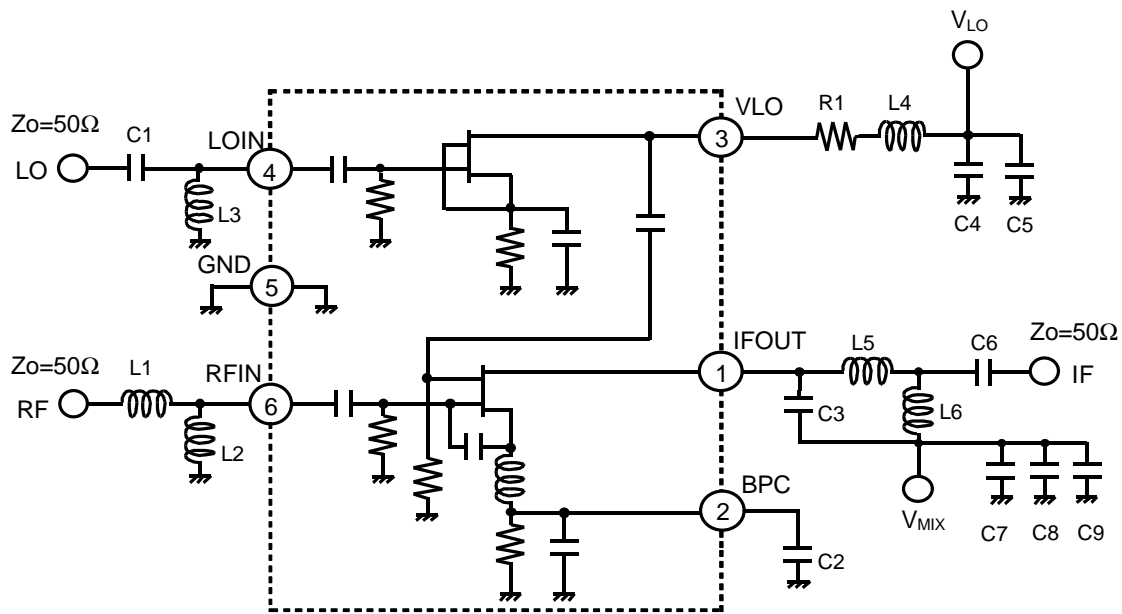 VLO
Zo=50Ω
C1
LOIN
VLO
R1
L4
LO
4
3
L3
C4
C5
GND
5
Zo=50Ω
L1
RFIN
IFOUT
L5
C6
Zo=50Ω
RF
6
1
IF
L2
C3
L6
BPC
2
VMIX
C2
C7
C8
C9